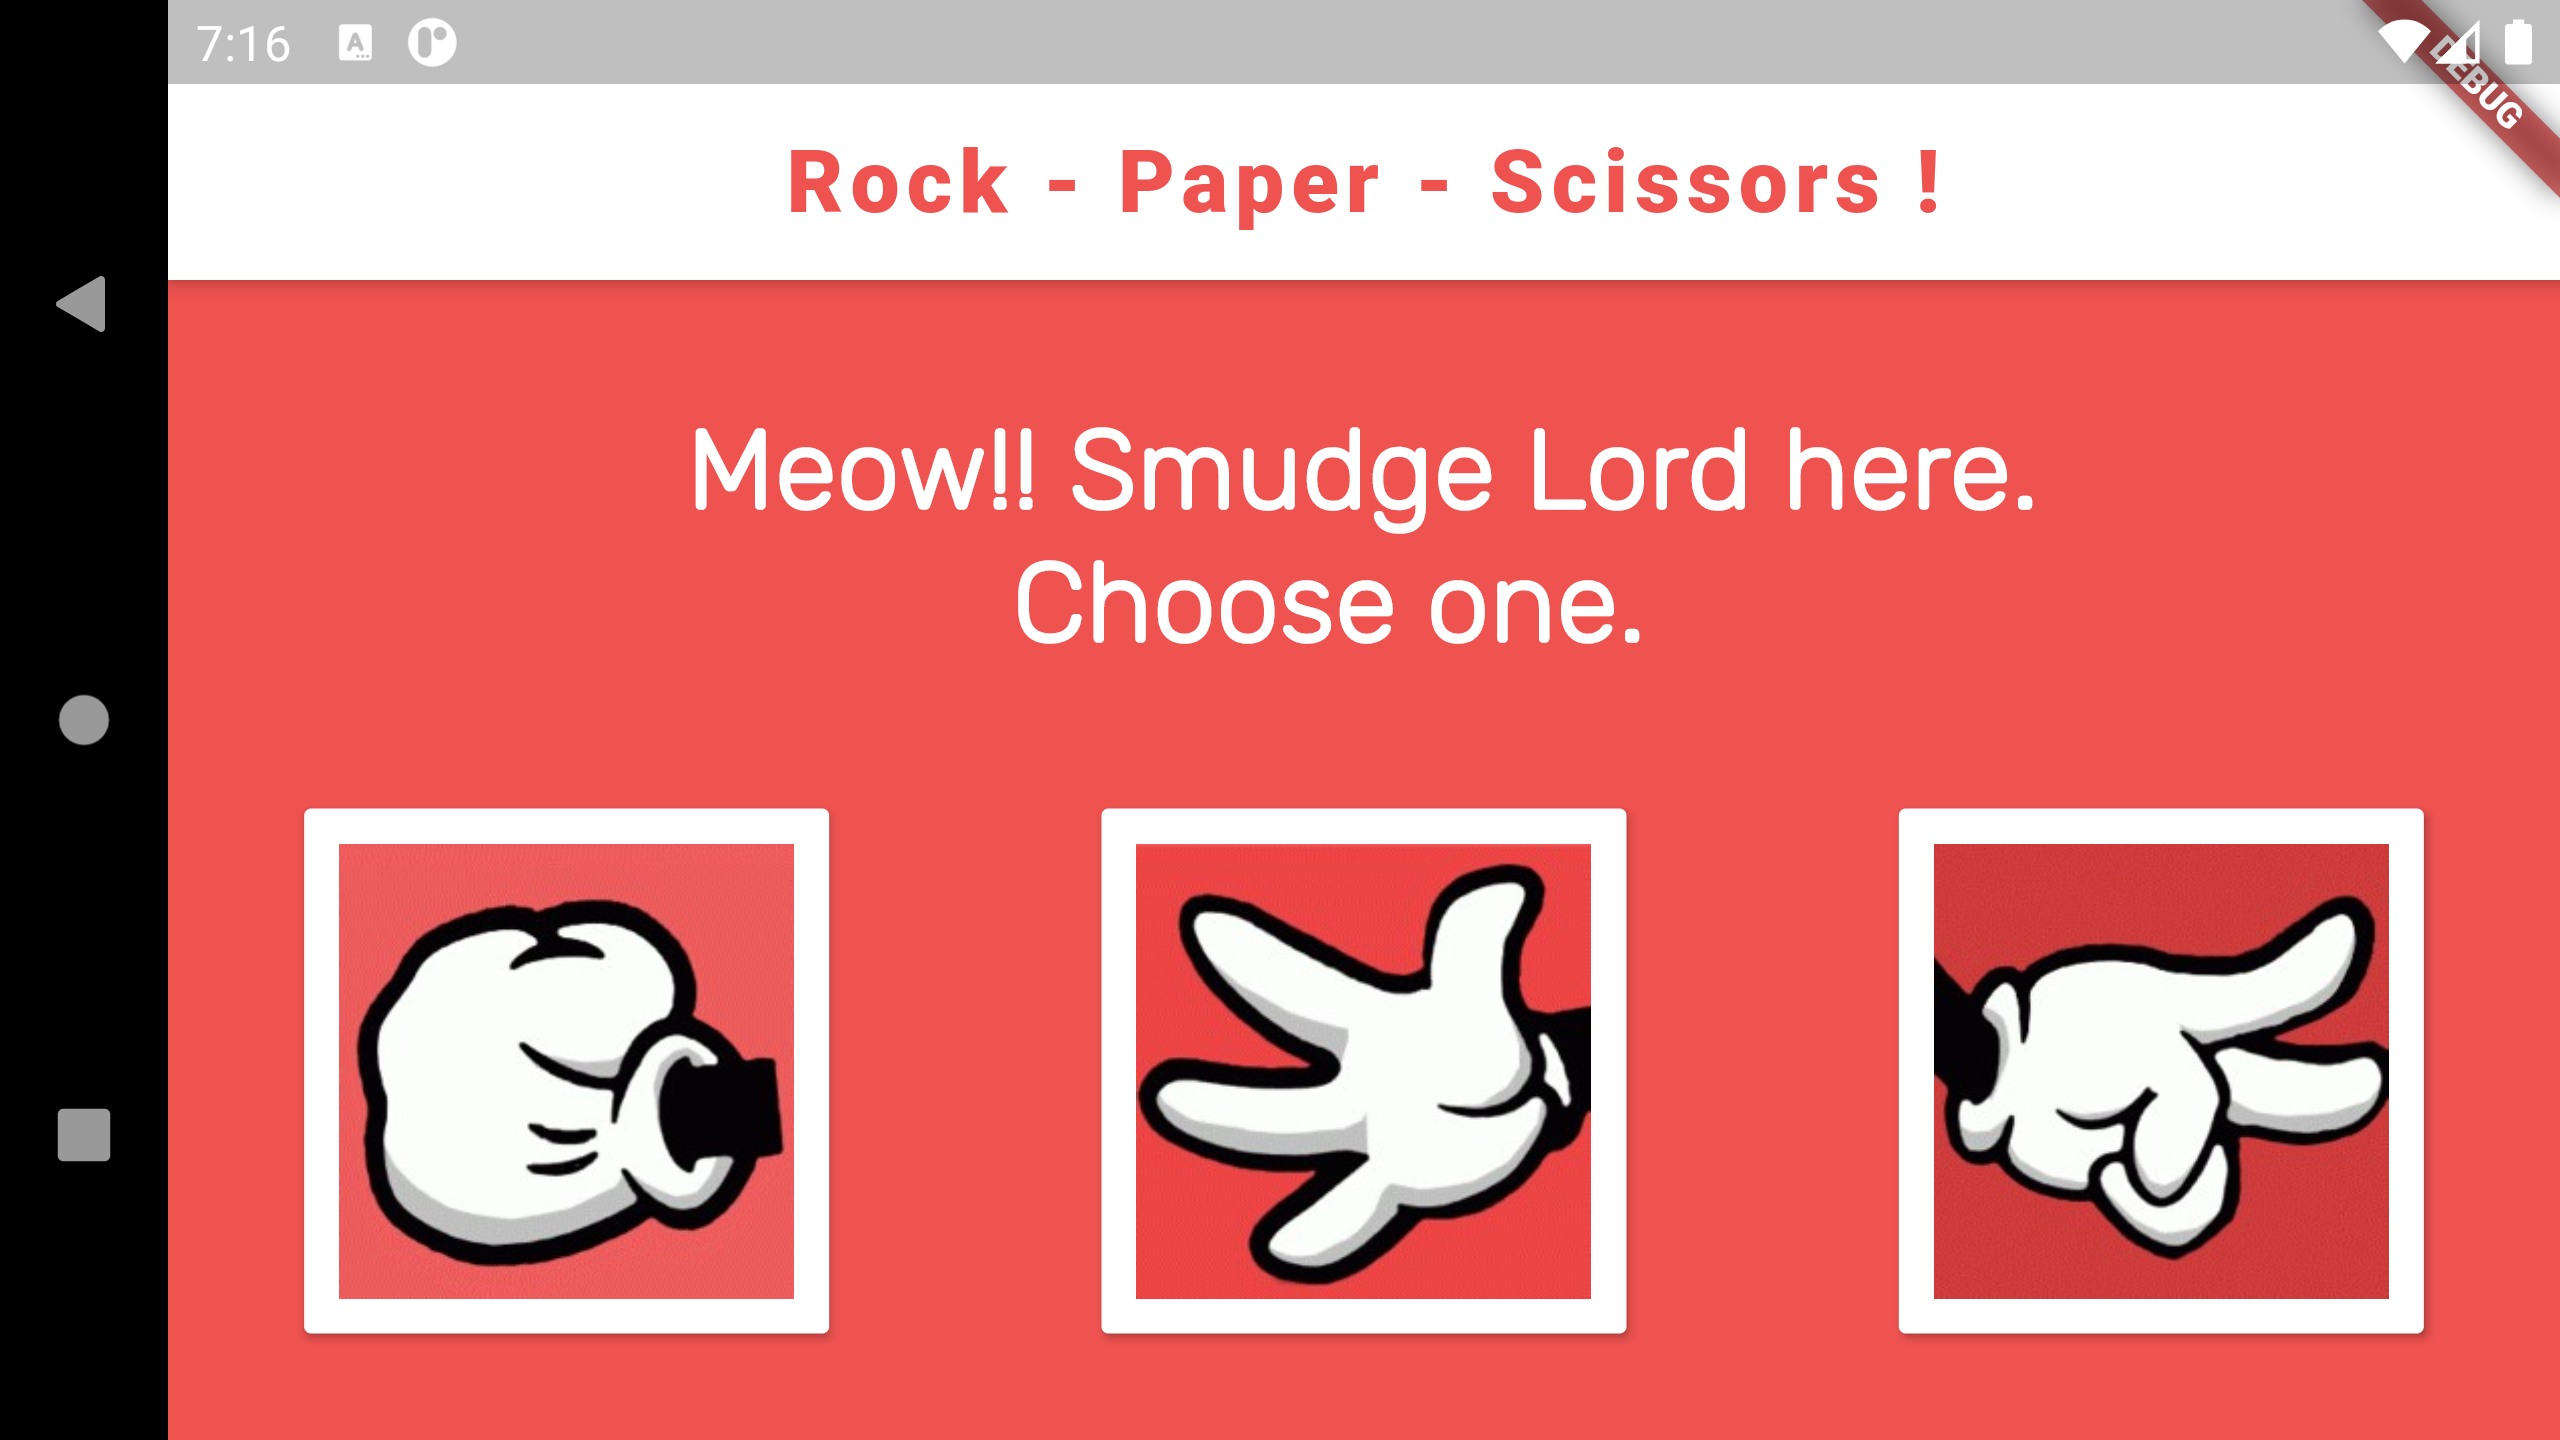 7:16
A
DEBUG
Rock - Paper - Scissors !
Meow!! Smudge Lord here.
Choose one.